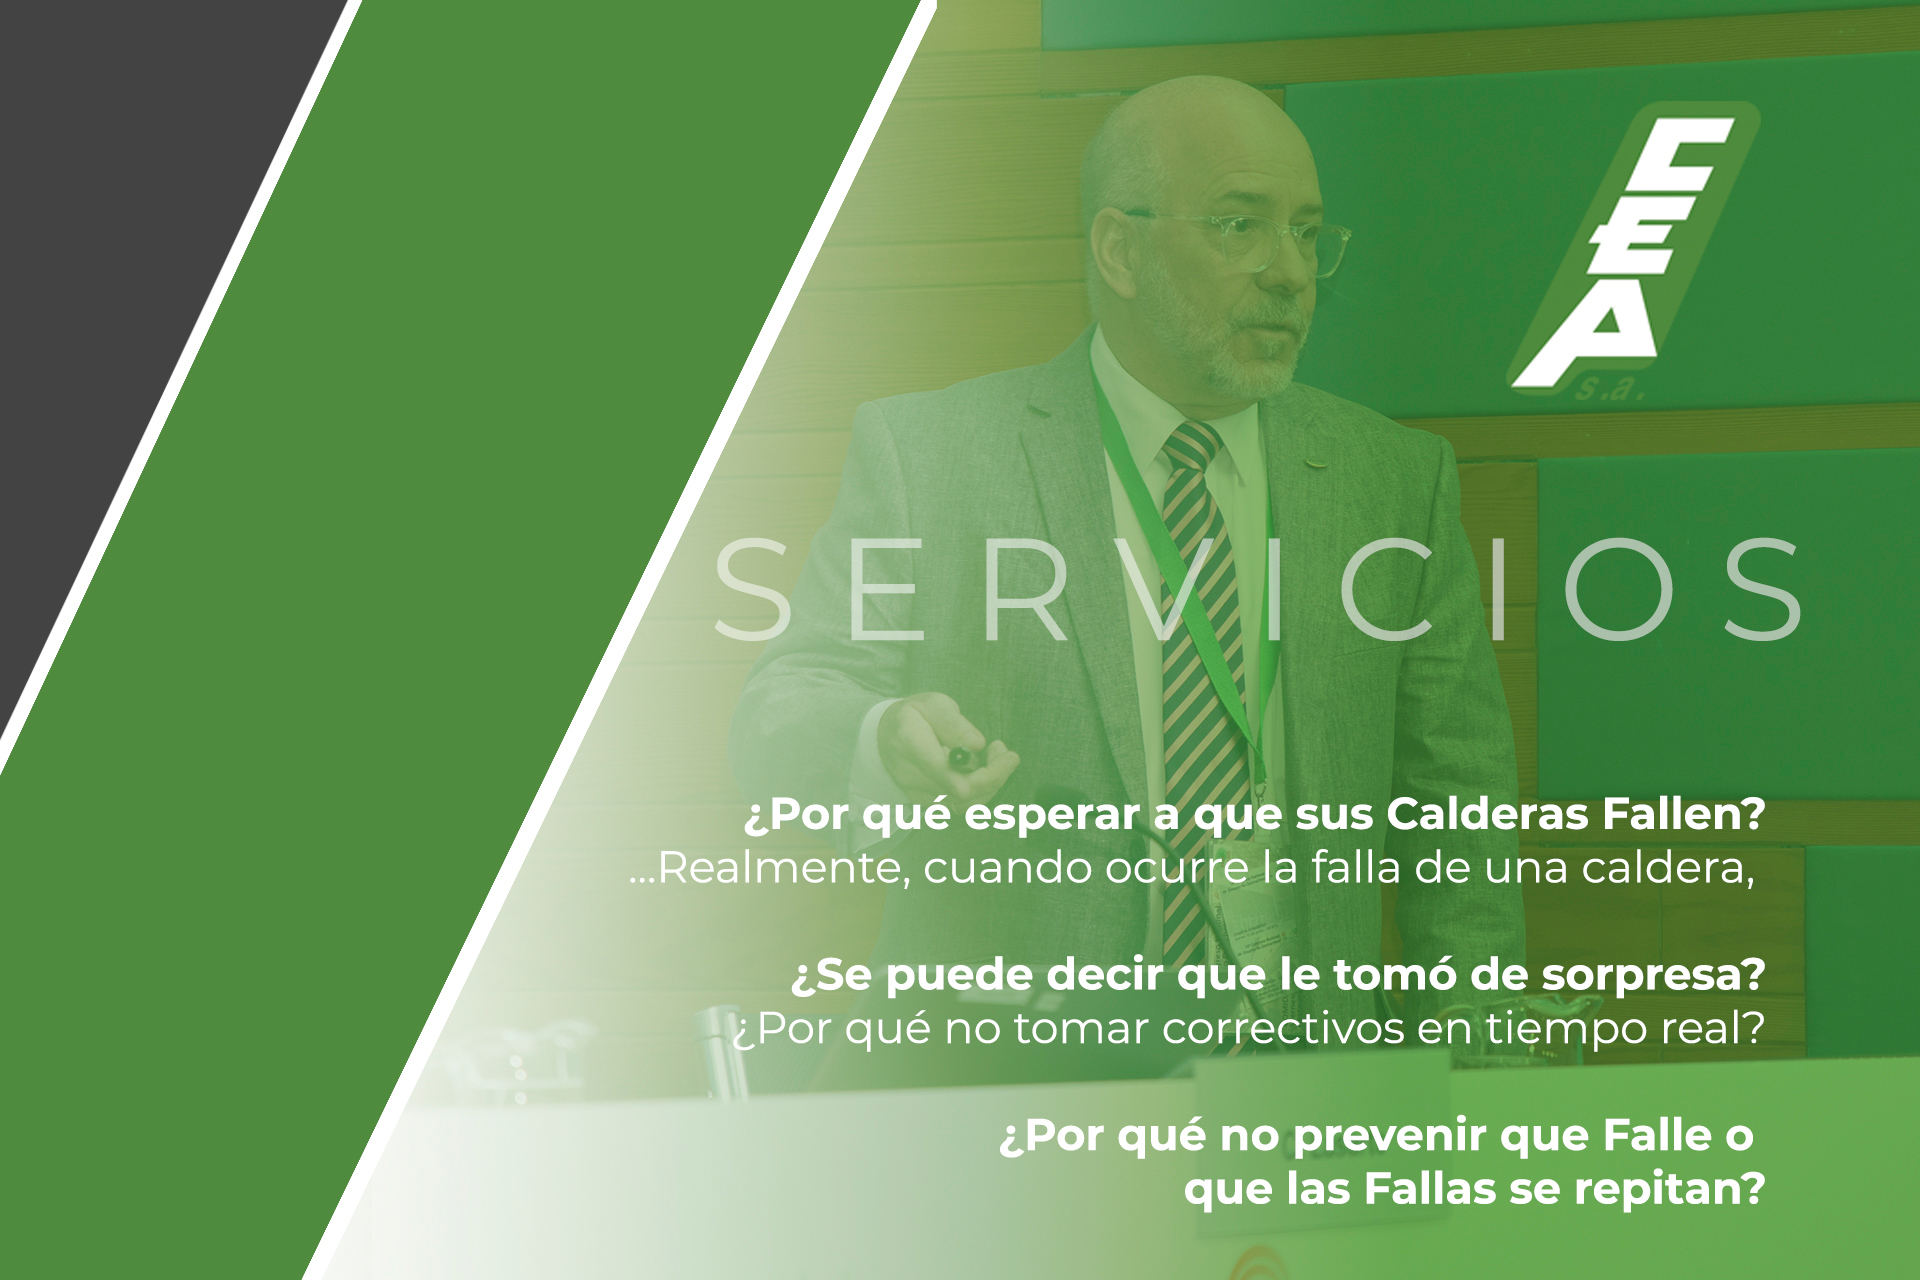 CEA
s.a.
SERVICIOS
¿Por qué esperar a que sus Calderas Fallen?
...Realmente, cuando ocurre la falla de una caldera,
¿Se puede decir que le tomó de sorpresa?
¿Por qué no tomar correctivos en tiempo real?
¿Por qué no prevenir que Falle o
que las Fallas se repitan?